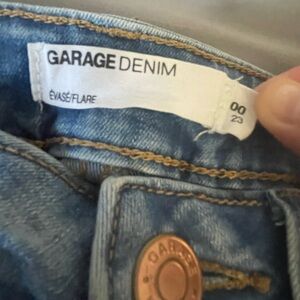 GARAGE DENIM
ÉVASÉ/FLARE
00
23
GARAGE